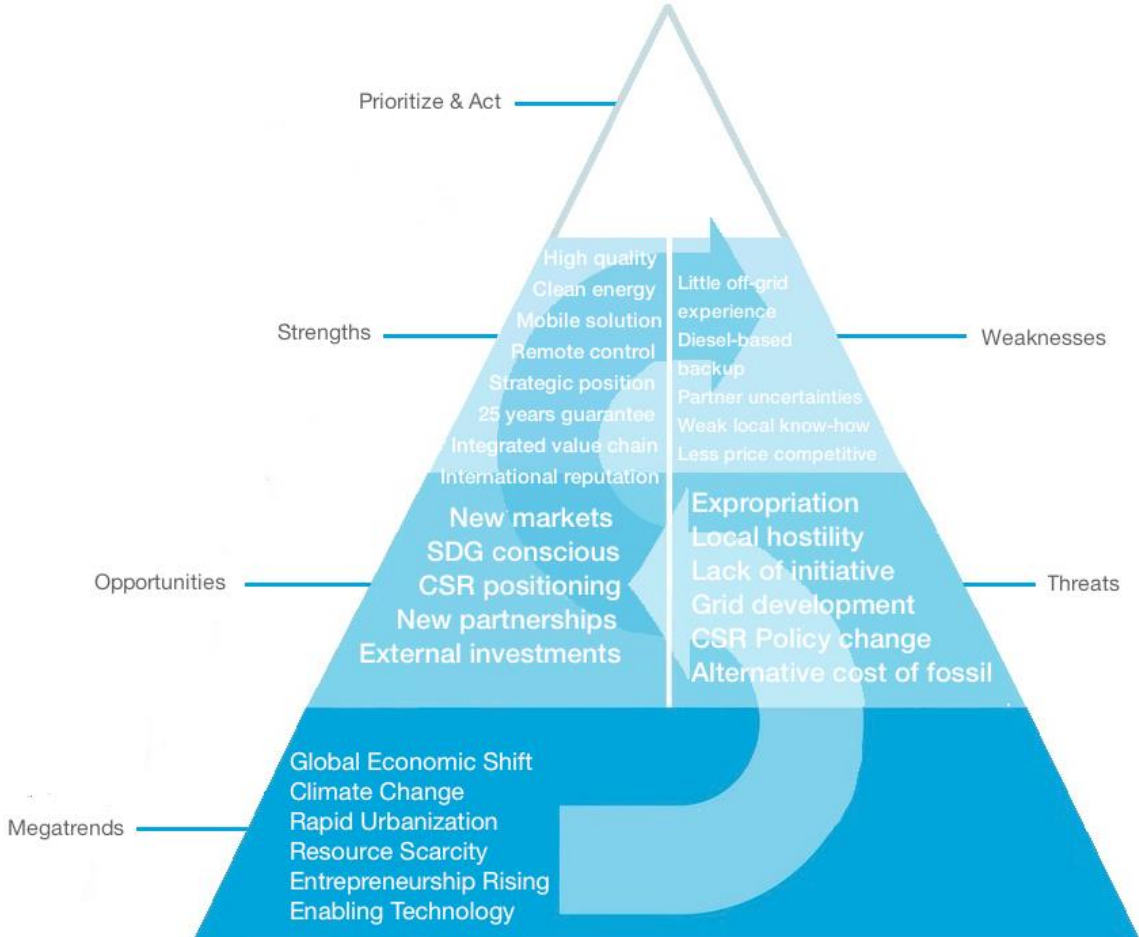 Prioritize & Act
Strengths
High quality
Clean energy
Mobile solution
Remote control
Strategic position
25 years guarantee
Integrated value chain
International reputation
Little off-grid
experience
Diesel-based
backup
Partner uncertainties
Weak local know-how
Less price competitive
Weaknesses
Opportunities
New markets
SDG conscious
CSR positioning
New partnerships
External investments
Expropriation
Local hostility
Lack of initiative
Grid development
CSR Policy change
Alternative cost of fossil
Threats
Megatrends
Global Economic Shift
Climate Change
Rapid Urbanization
Resource Scarcity
Entrepreneurship Rising
Enabling Technology